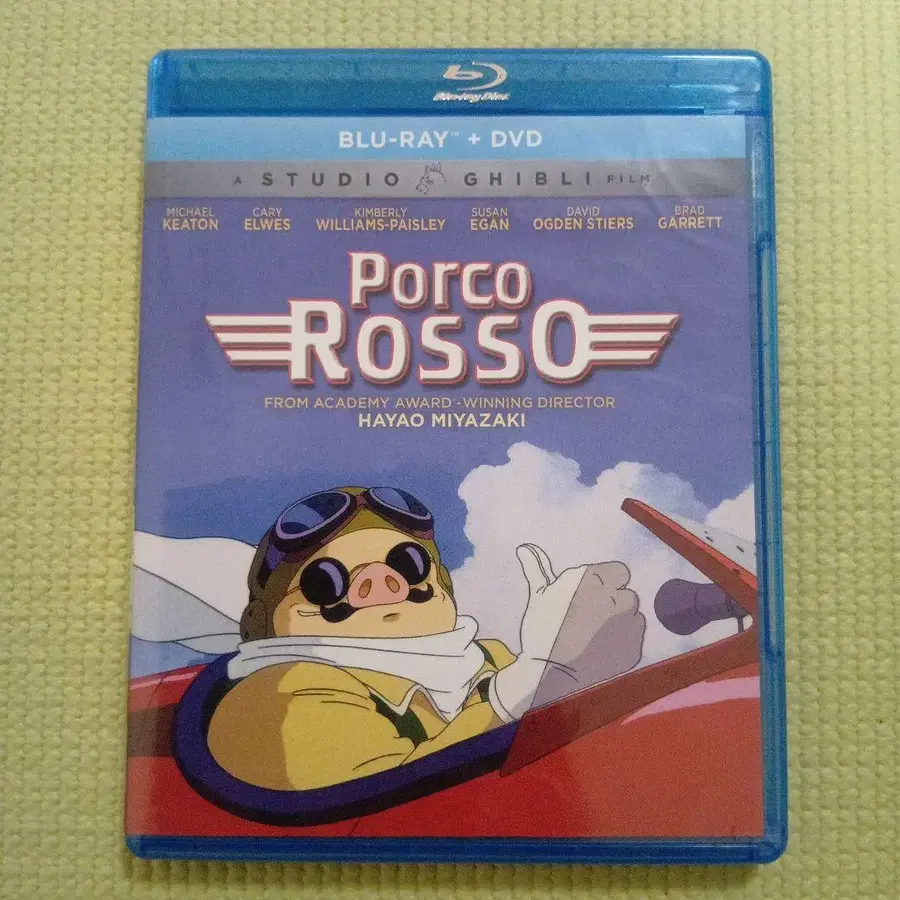 Blu-ray Disc
BLU-RAY™ + DVD
A STUDIO GHIBLI FILM
MICHAEL KEATON CARY ELWES KIMBERLY WILLIAMS-PAISLEY SUSAN EGAN DAVID OGDEN STIERS BRAD GARRETT
PORCO
ROSSO
FROM ACADEMY AWARD®-WINNING DIRECTOR
HAYAO MIYAZAKI